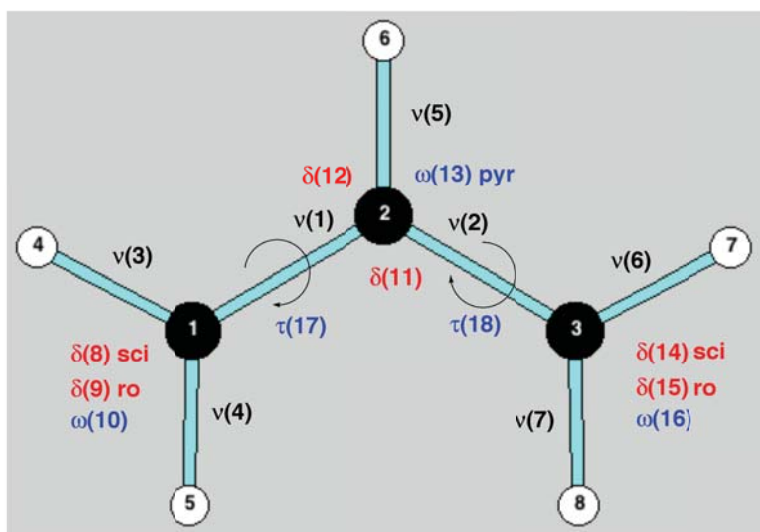 6
ν(5)
δ(12) ω(13) pyr
ν(1) 2 ν(2)
4 7
ν(3) δ(11) ν(6)
τ(17) τ(18)
1 3
δ(8) sci δ(14) sci
δ(9) ro δ(15) ro
ν(4) ν(7)
ω(10) ω(16)
5 8